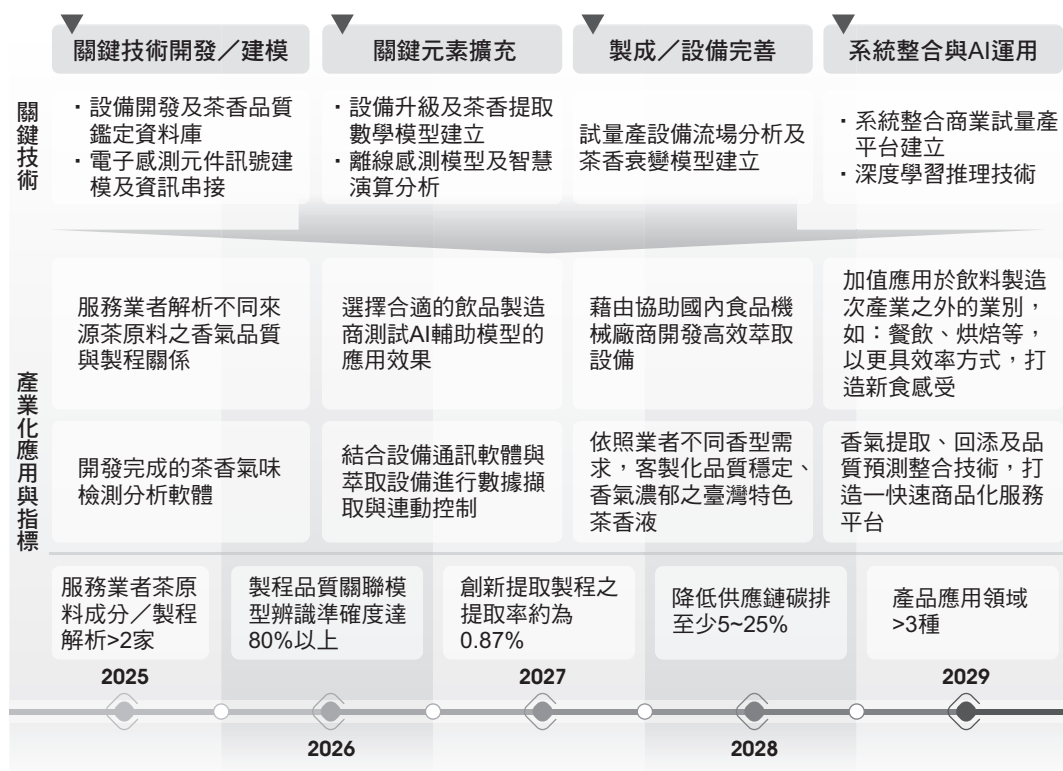 關鍵技術開發／建模
關鍵元素擴充
製成／設備完善
系統整合與AI運用
關鍵技術
・設備開發及茶香品質
鑑定資料庫
・電子感測元件訊號建
模及資訊串接
・設備升級及茶香提取
數學模型建立
・離線感測模型及智慧
演算分析
試量產設備流場分析及
茶香衰變模型建立
・系統整合商業試量產
平台建立
・深度學習推理技術
產業化應用與指標
服務業者解析不同來
源茶原料之香氣品質
與製程關係
選擇合適的飲品製造
商測試AI輔助模型的
應用效果
藉由協助國內食品機
械廠商開發高效萃取
設備
加值應用於飲料製造
次產業之外的業別，
如：餐飲、烘焙等，
以更具效率方式，打
造新食感受
開發完成的茶香氣味
檢測分析軟體
結合設備通訊軟體與
萃取設備進行數據擷
取與連動控制
依照業者不同香型需
求，客製化品質穩定、
香氣濃郁之臺灣特色
茶香液
香氣提取、回添及品
質預測整合技術，打
造一快速商品化服務
平台
服務業者茶原
料成分／製程
解析>2家
製程品質關聯模
型辨識準確度達
80%以上
創新提取製程之
提取率約為
0.87%
降低供應鏈碳排
至少5~25%
產品應用領域
>3種
2025
2026
2027
2028
2029